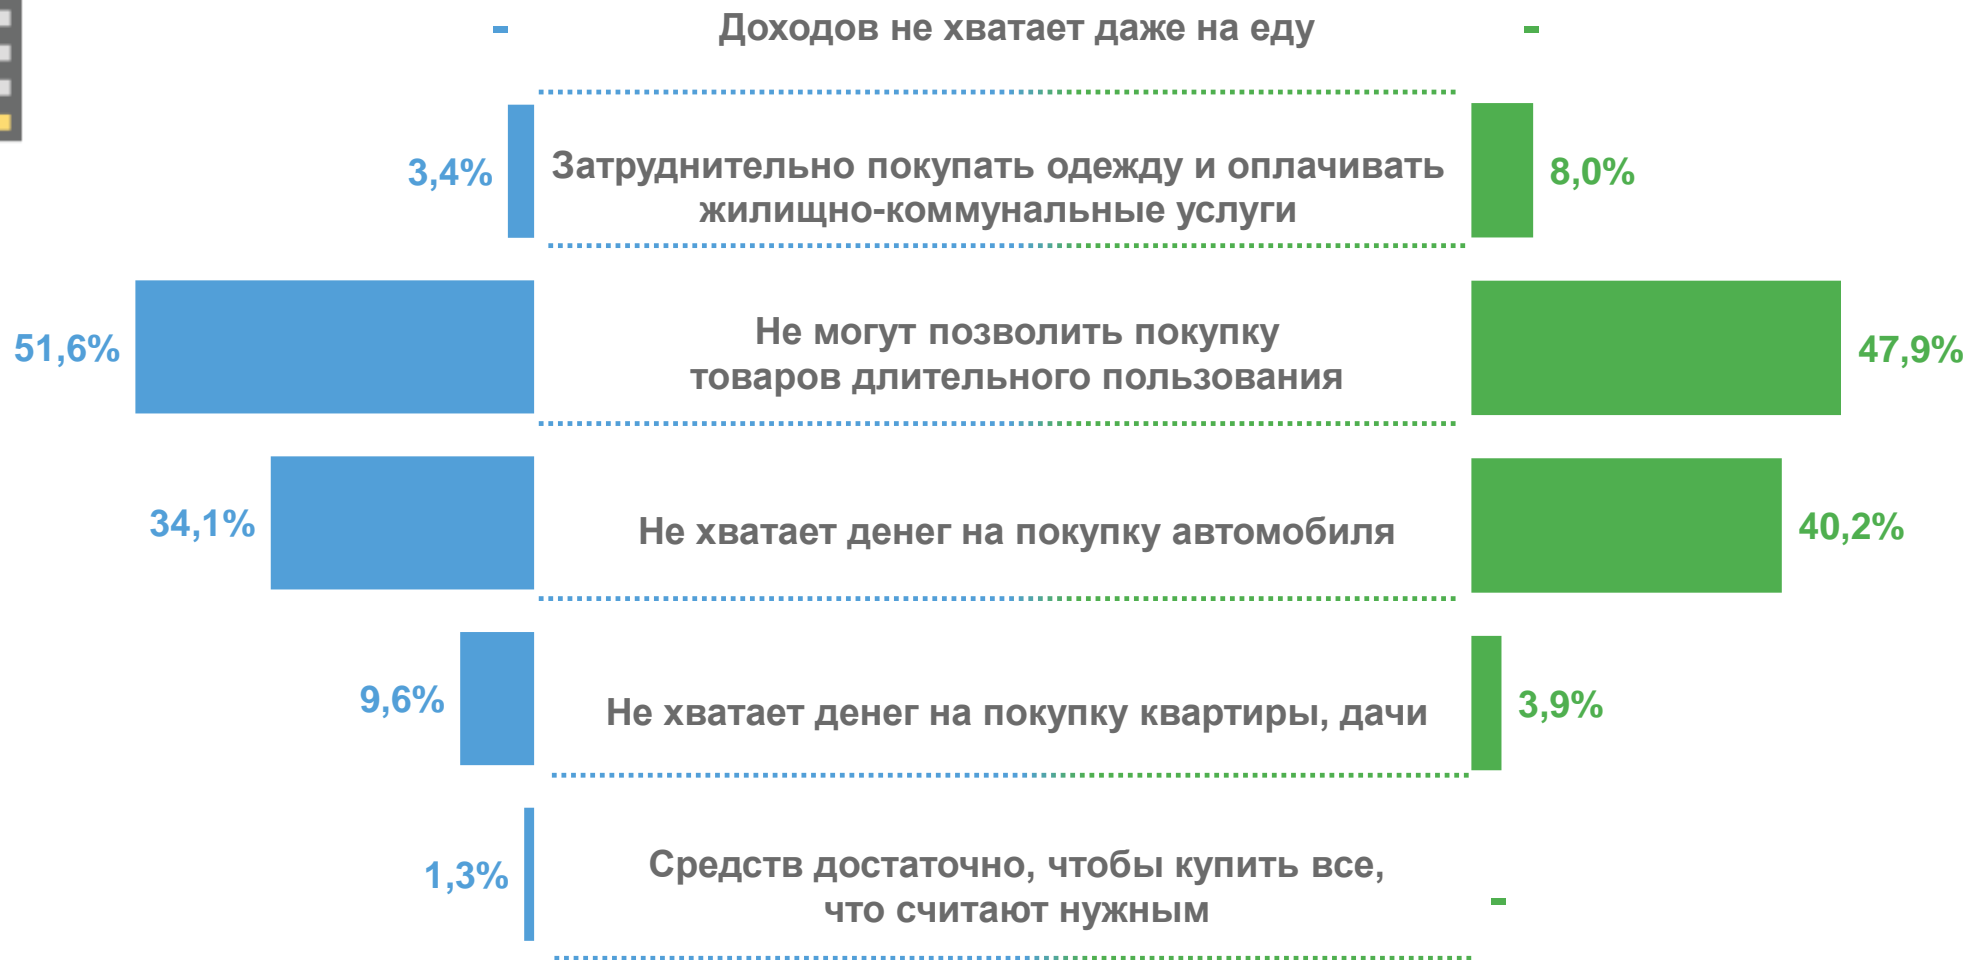 - Доходов не хватает даже на еду -
3,4% Затруднительно покупать одежду и оплачивать 8,0%
жилищно-коммунальные услуги
51,6% Не могут позволить покупку 47,9%
товаров длительного пользования
34,1% Не хватает денег на покупку автомобиля 40,2%
9,6% Не хватает денег на покупку квартиры, дачи 3,9%
1,3% Средств достаточно, чтобы купить все,
что считают нужным -